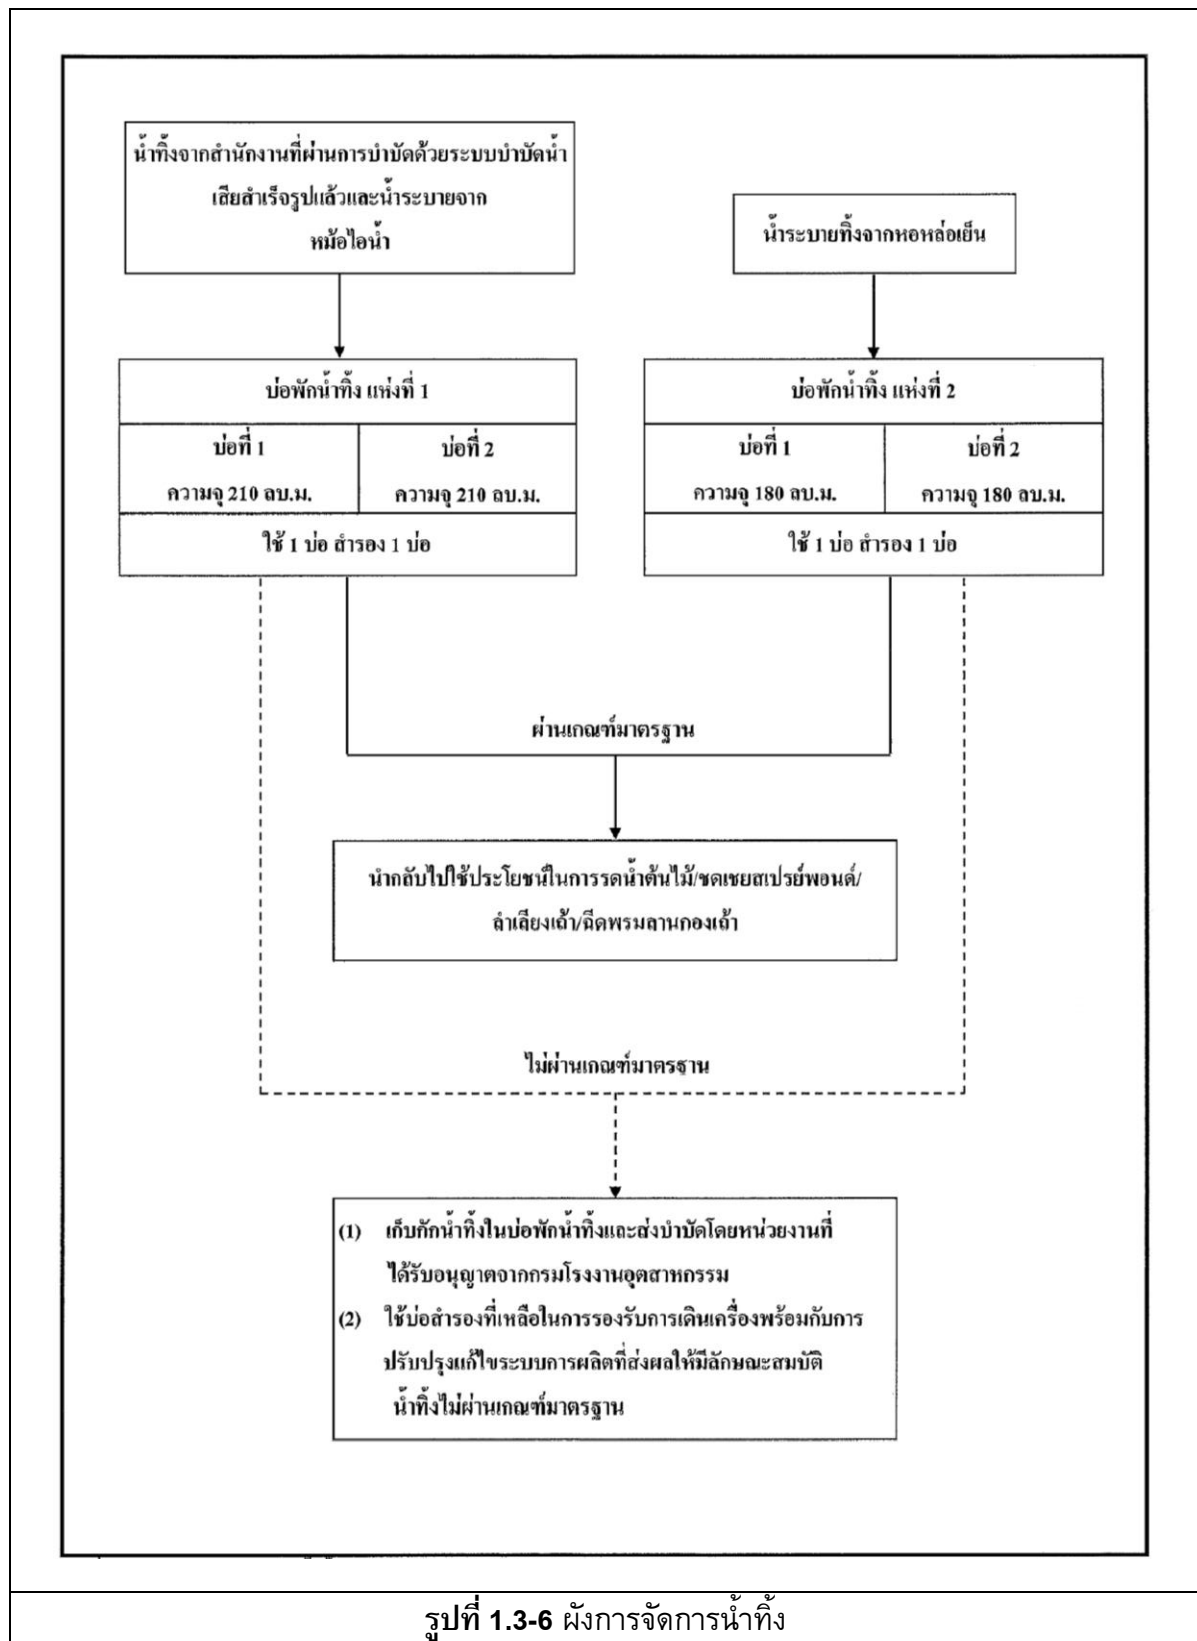 น้ำทิ้งจากสำนักงานที่ผ่านการบำบัดด้วยระบบบำบัดน้ำ
เสียสำเร็จรูปแล้วและน้ำระบายจาก
หม้อไอน้ำ
น้ำระบายทิ้งจากหอหล่อเย็น
บ่อพักน้ำทิ้ง แห่งที่ 1
บ่อที่ 1
ความจุ 210 ลบ.ม.
บ่อที่ 2
ความจุ 210 ลบ.ม.
ใช้ 1 บ่อ สำรอง 1 บ่อ
บ่อพักน้ำทิ้ง แห่งที่ 2
บ่อที่ 1
ความจุ 180 ลบ.ม.
บ่อที่ 2
ความจุ 180 ลบ.ม.
ใช้ 1 บ่อ สำรอง 1 บ่อ
ผ่านเกณฑ์มาตรฐาน
นำกลับไปใช้ประโยชน์ในการรดน้ำต้นไม้/ชดเชยสเปรย์พอนด์/
ลำเลียงเถ้า/ฉีดพรมลานกองเถ้า
ไม่ผ่านเกณฑ์มาตรฐาน
(1) เก็บกักน้ำทิ้งในบ่อพักน้ำทิ้งและส่งบำบัดโดยหน่วยงานที่
ได้รับอนุญาตจากกรมโรงงานอุตสาหกรรม
(2) ใช้บ่อสำรองที่เหลือในการรองรับการเดินเครื่องพร้อมกับการ
ปรับปรุงแก้ไขระบบการผลิตที่ส่งผลให้มีลักษณะสมบัติ
น้ำทิ้งไม่ผ่านเกณฑ์มาตรฐาน
รูปที่ 1.3-6 ผังการจัดการน้ำทิ้ง